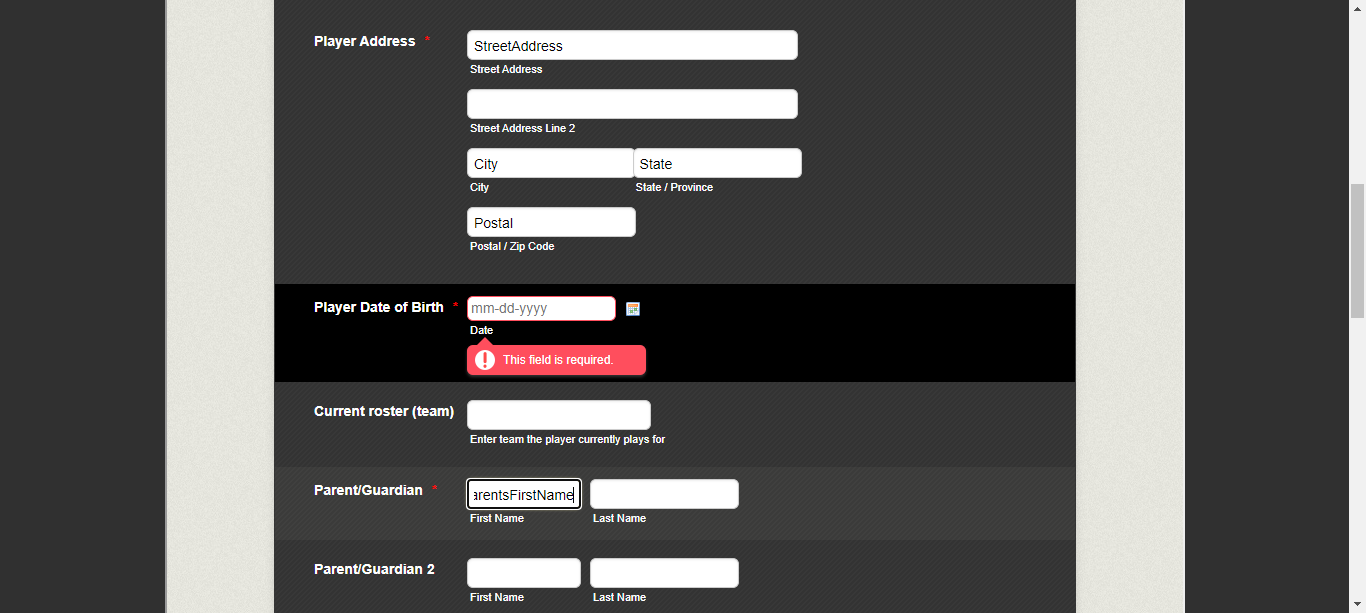 Player Address *
StreetAddress
Street Address
Street Address Line 2
City State
City State / Province
Postal
Postal / Zip Code
Player Date of Birth * mm-dd-yyyy
Date
This field is required.
Current roster (team)
Enter team the player currently plays for
Parent/Guardian * arentsFirstName
First Name Last Name
Parent/Guardian 2
First Name Last Name